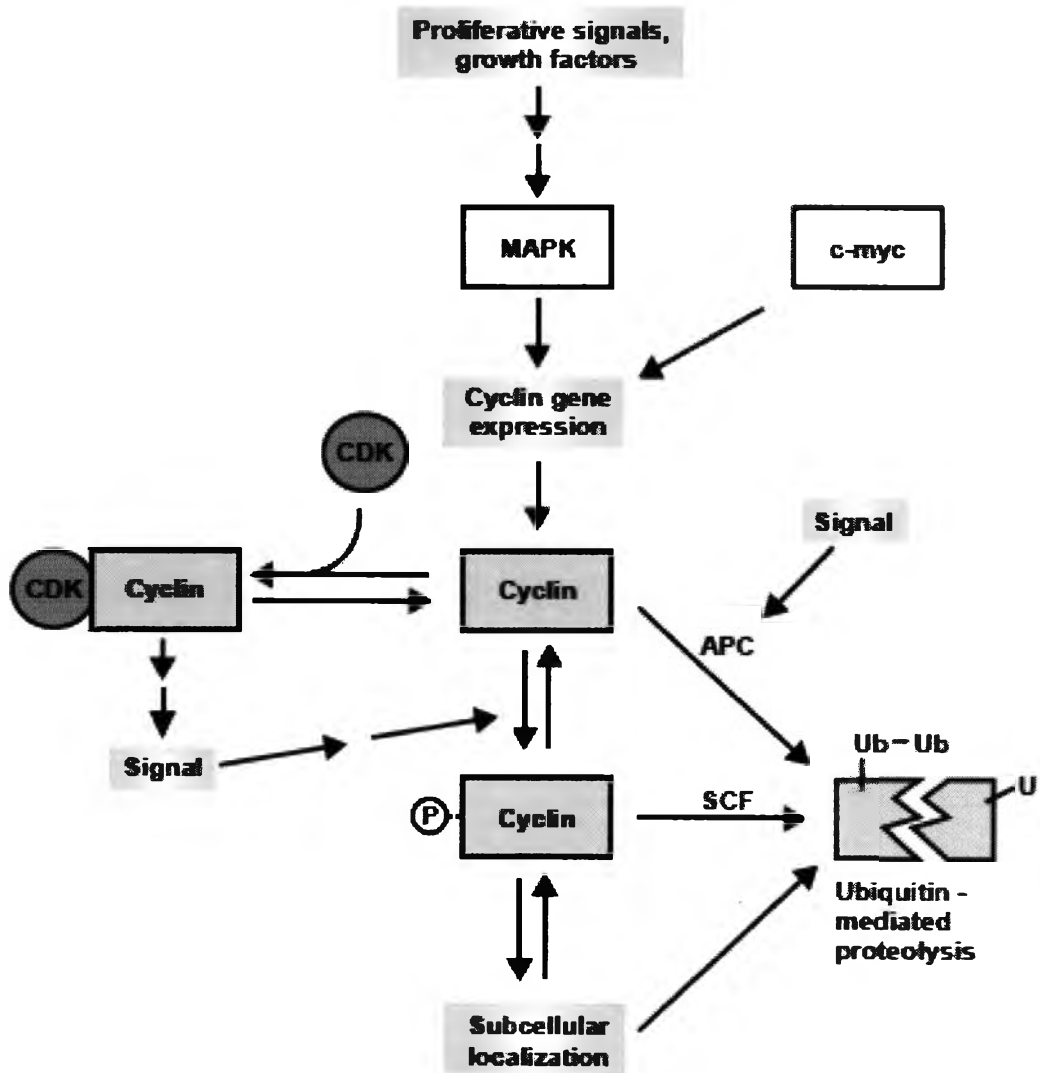 Proliferative signals,
growth factors
MAPK
c-myc
Cyclin gene
expression
CDK
Signal
CDK
Cyclin
Cyclin
APC
Signal
Ub – Ub
U
P
Cyclin
SCF
Ubiquitin -
mediated
proteolysis
Subcellular
localization